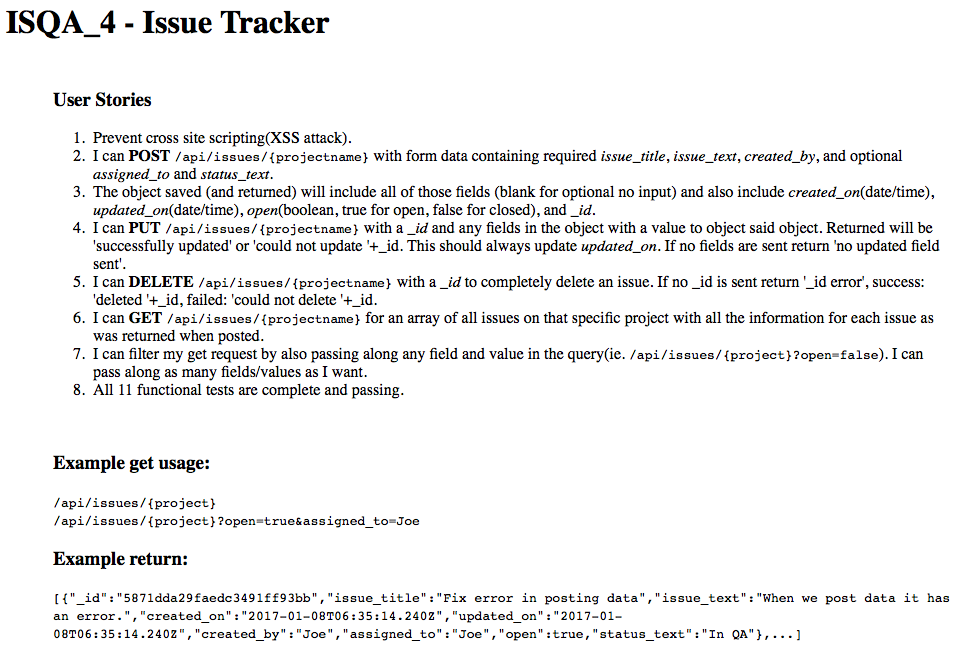 ISQA_4 - Issue Tracker
User Stories
1. Prevent cross site scripting(XSS attack).
2. I can POST /api/issues/{projectname} with form data containing required issue_title, issue_text, created_by, and optional
assigned_to and status_text.
3. The object saved (and returned) will include all of those fields (blank for optional no input) and also include created_on(date/time),
updated_on(date/time), open(boolean, true for open, false for closed), and _id.
4. I can PUT /api/issues/{projectname} with a _id and any fields in the object with a value to object said object. Returned will be
'successfully updated' or 'could not update '+_id. This should always update updated_on. If no fields are sent return 'no updated field
sent'.
5. I can DELETE /api/issues/{projectname} with a _id to completely delete an issue. If no _id is sent return '_id error', success:
'deleted '+_id, failed: 'could not delete '+_id.
6. I can GET /api/issues/{projectname} for an array of all issues on that specific project with all the information for each issue as
was returned when posted.
7. I can filter my get request by also passing along any field and value in the query(ie. /api/issues/{project}?open=false). I can
pass along as many fields/values as I want.
8. All 11 functional tests are complete and passing.
Example get usage:
/api/issues/{project}
/api/issues/{project}?open=true&assigned_to=Joe
Example return:
[{"_id":"5871dda29faedc3491ff93bb","issue_title":"Fix error in posting data","issue_text":"When we post data it has
an error.","created_on":"2017-01-08T06:35:14.240Z","updated_on":"2017-01-
08T06:35:14.240Z","created_by":"Joe","assigned_to":"Joe","open":true,"status_text":"In QA"},...]